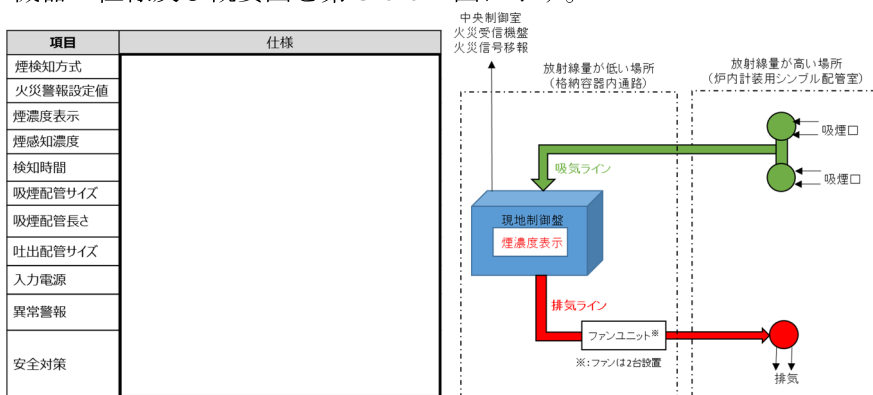 項目
仕様
煙検知方式
火災警報設定値
煙濃度表示
煙感知濃度
検知時間
吸煙配管サイズ
吸煙配管長さ
吐出配管サイズ
入力電源
異常警報
安全対策
中央制御室
火災受信機盤
火災信号移報
放射線量が低い場所
(格納容器内通路)
放射線量が高い場所
(炉内計装用シンブル配管室)
吸煙口
吸煙口
吸気ライン
現地制御盤
煙濃度表示
排気ライン
ファンユニット※
※:ファンは2台設置
排気